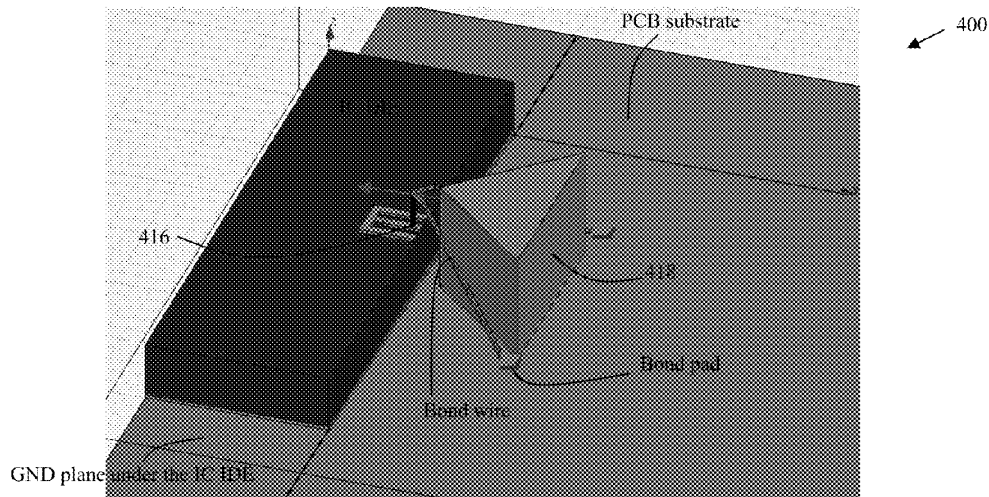 PCB substrate
400
416
418
Bond pad
Bond wire
GND plane under the IC IDE